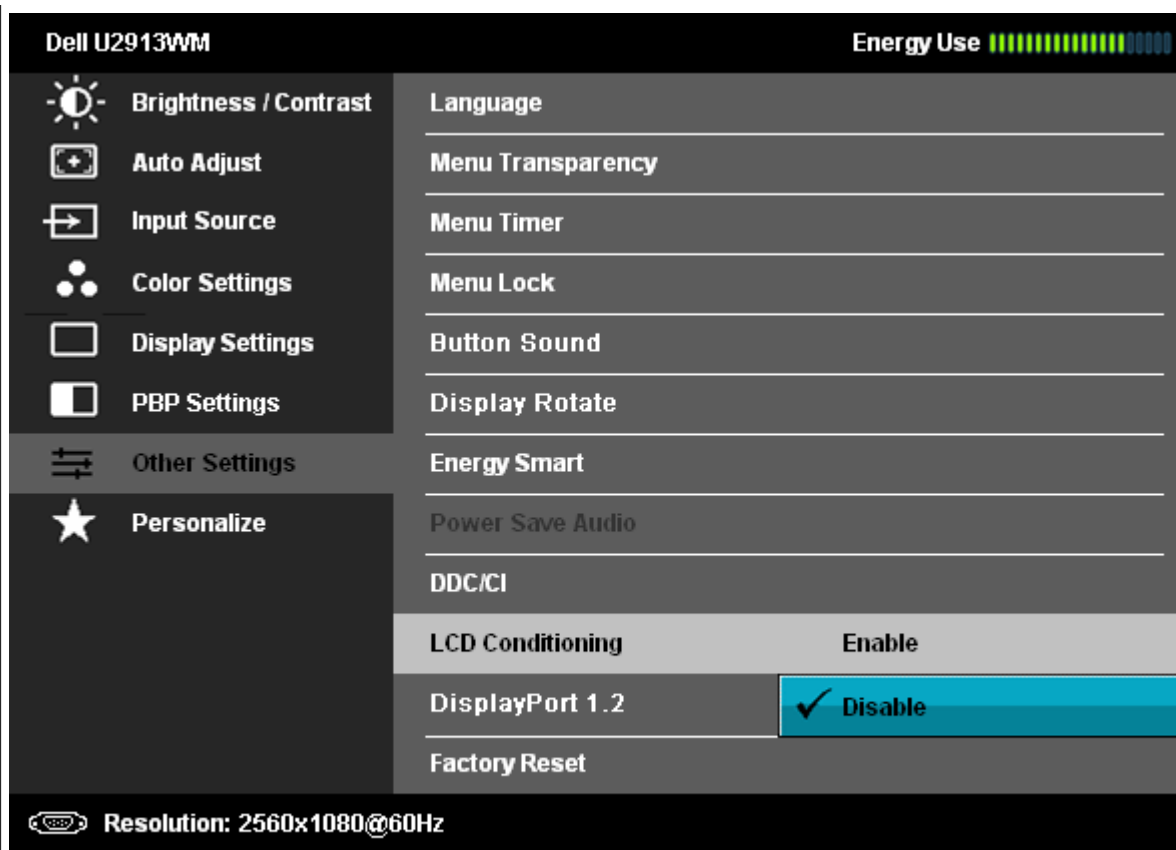 Dell U2913WM Energy Use
Brightness / Contrast Language
Auto Adjust Menu Transparency
Input Source Menu Timer
Color Settings Menu Lock
Display Settings Button Sound
PBP Settings Display Rotate
Other Settings Energy Smart
Personalize Power Save Audio
DDC/CI
LCD Conditioning Enable
DisplayPort 1.2 Disable
Factory Reset
Resolution: 2560x1080@60Hz